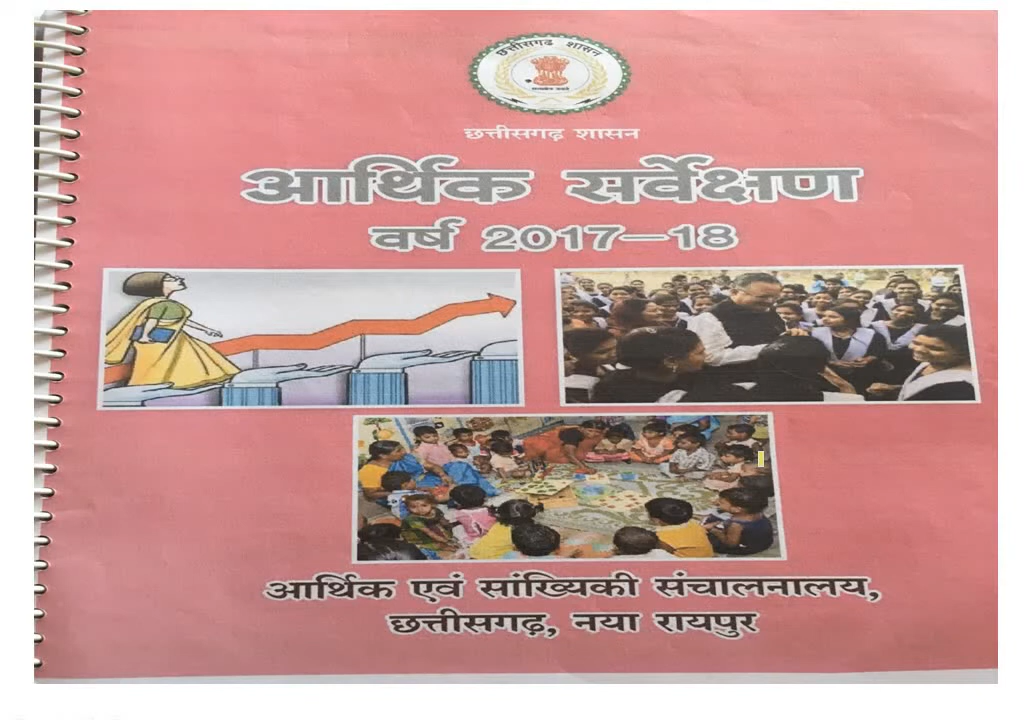 छत्तीसगढ़ शासन
छत्तीसगढ़ शासन
आर्थिक सर्वेक्षण
वर्ष 2017–18
आर्थिक एवं सांख्यिकी संचालनालय,
छत्तीसगढ़, नया रायपुर